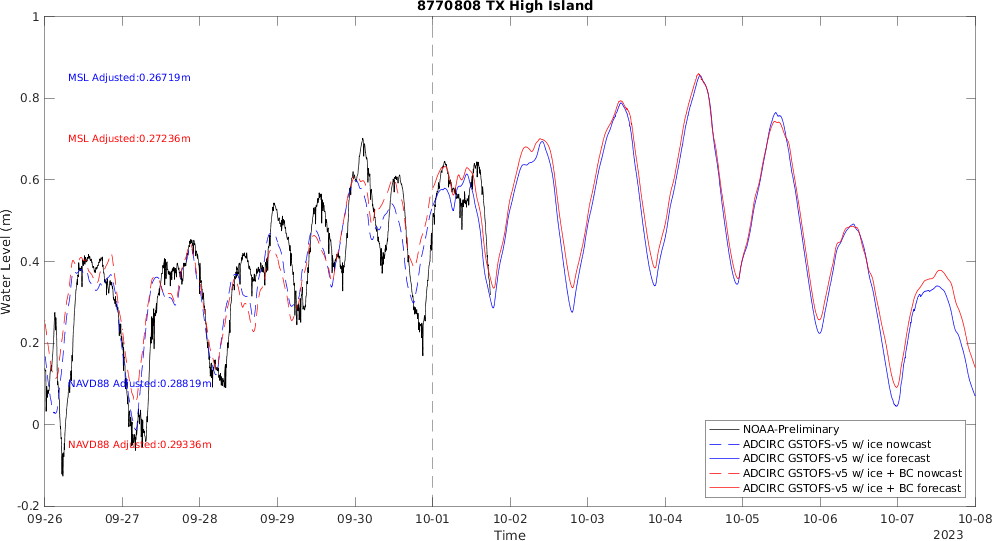 8770808 TX High Island
1
0.8
0.6
0.4
0.2
0
-0.2
Water Level (m)
MSL Adjusted:0.26719m
MSL Adjusted:0.27236m
NAVD88 Adjusted:0.28819m
NAVD88 Adjusted:0.29336m
NOAA-Preliminary
ADCIRC GSTOFS-v5 w/ ice nowcast
ADCIRC GSTOFS-v5 w/ ice forecast
ADCIRC GSTOFS-v5 w/ ice + BC nowcast
ADCIRC GSTOFS-v5 w/ ice + BC forecast
09-26 09-27 09-28 09-29 09-30 10-01 10-02 10-03 10-04 10-05 10-06 10-07 10-08
Time
2023